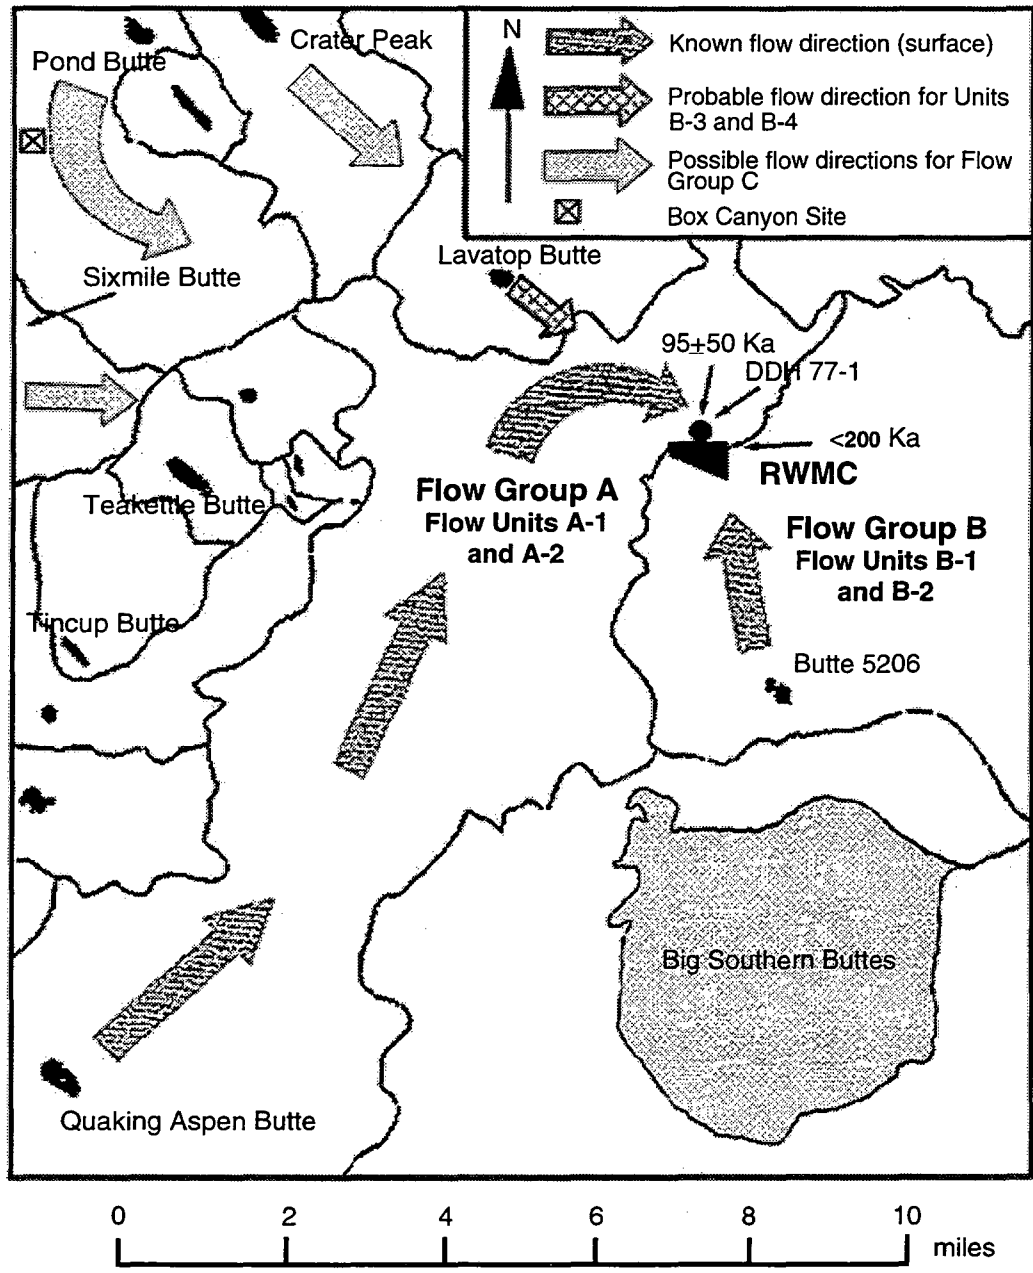 Pond Butte
Crater Peak
N
Known flow direction (surface)
Probable flow direction for Units
B-3 and B-4
Possible flow directions for Flow
Group C
Box Canyon Site
Lavatop Butte
Sixmile Butte
95±50 Ka
DDH 77-1
<200 Ka
RWMC
Flow Group A
Flow Units A-1
and A-2
Teakettle Butte
Flow Group B
Flow Units B-1
and B-2
Tincup Butte
Butte 5206
Big Southern Buttes
Quaking Aspen Butte
0 2 4 6 8 10
miles